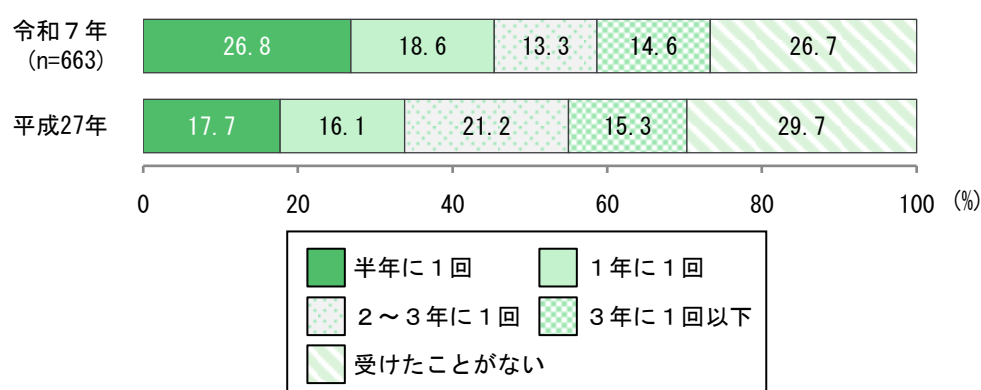 令和７年
(n=663)
26.8 18.6 13.3 14.6 26.7
平成27年
17.7 16.1 21.2 15.3 29.7
0 20 40 60 80 100 (%)
半年に１回 １年に１回
２～３年に１回 ３年に１回以下
受けたことがない